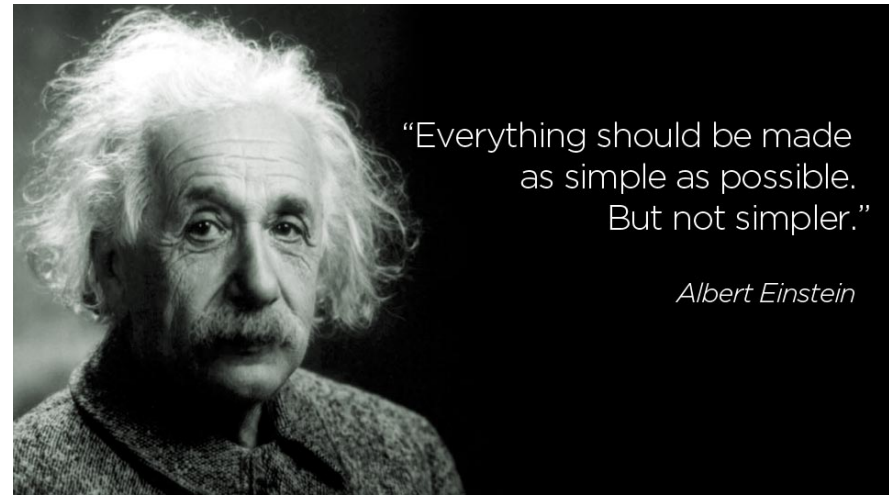 “Everything should be made
as simple as possible.
But not simpler.”
Albert Einstein